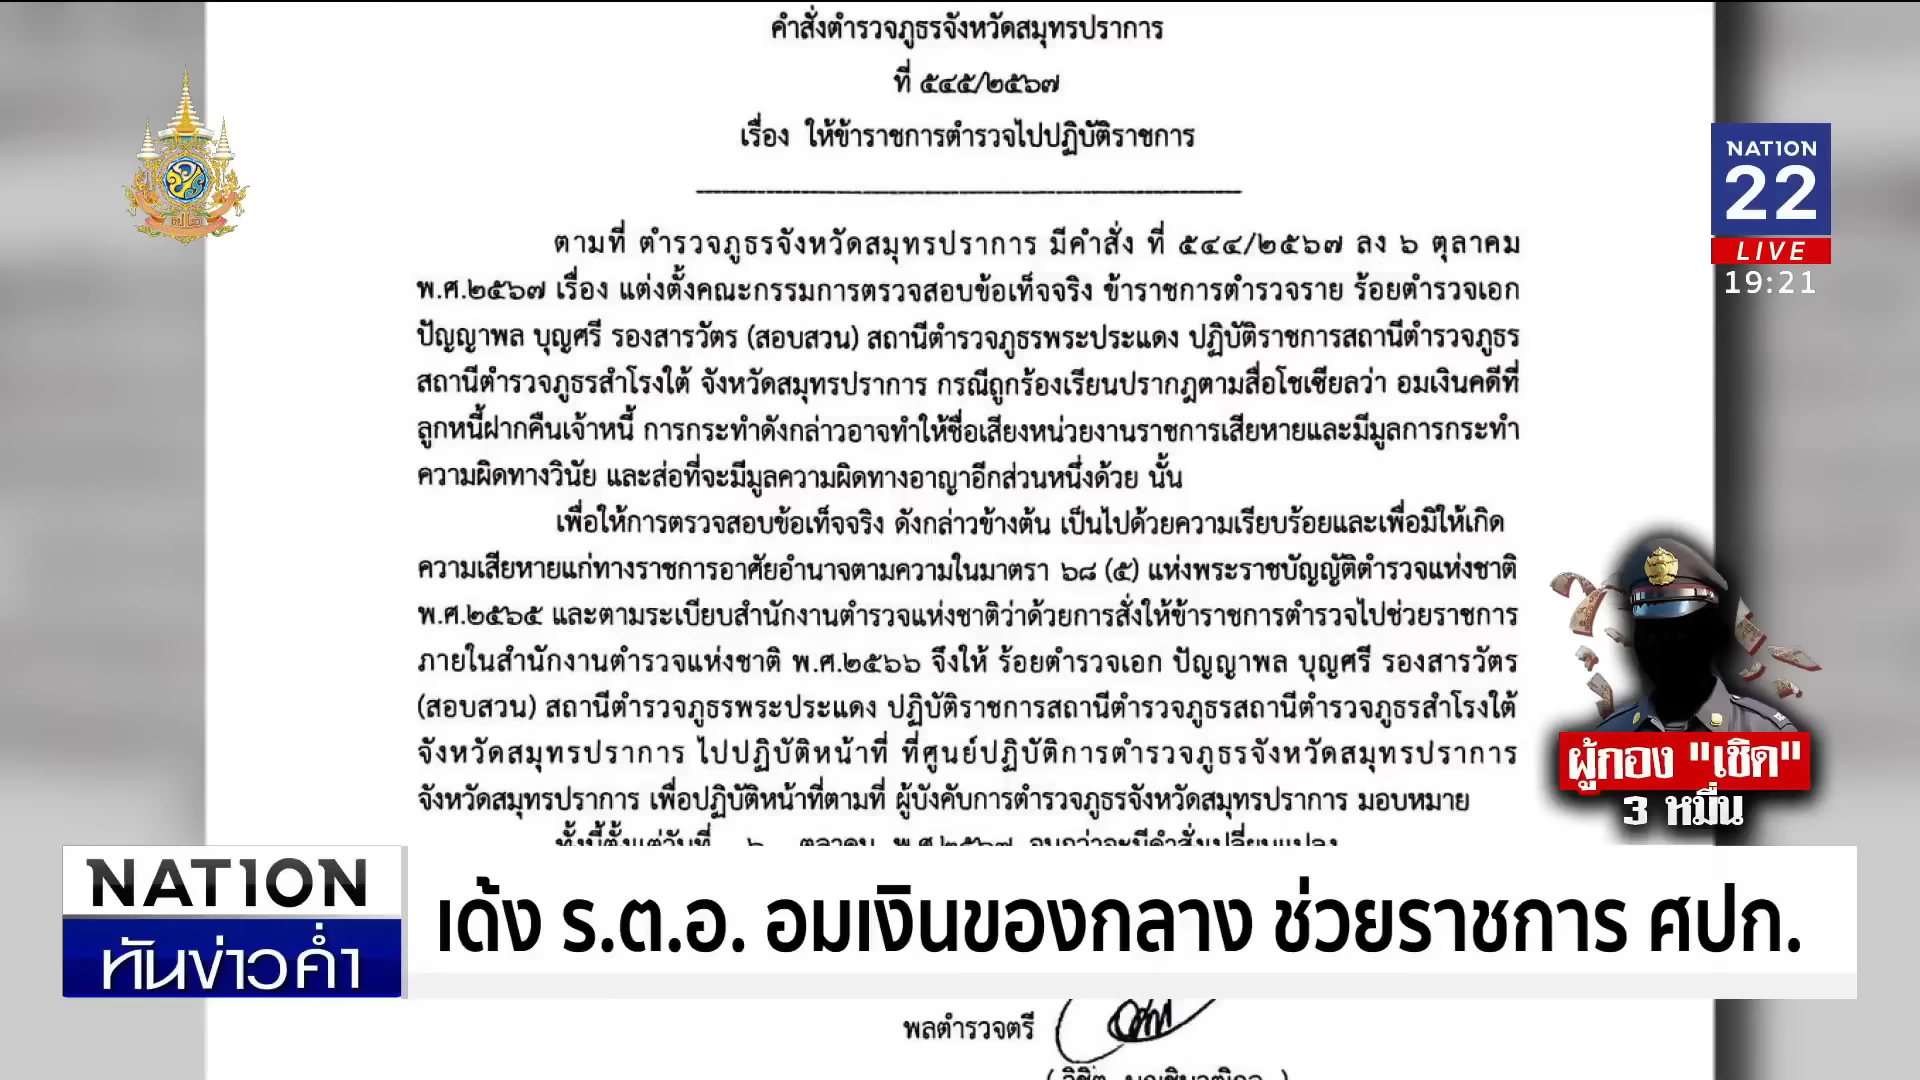 คำสั่งตำรวจภูธรจังหวัดสมุทรปราการ
ที่ ๕๔๕/๒๕๖๗
เรื่อง ให้ข้าราชการตำรวจไปปฏิบัติราชการ
ตามที่ ตำรวจภูธรจังหวัดสมุทรปราการ มีคำสั่ง ที่ ๕๔๔/๒๕๖๗ ลง ๖ ตุลาคม
พ.ศ.๒๕๖๗ เรื่อง แต่งตั้งคณะกรรมการตรวจสอบข้อเท็จจริง ข้าราชการตำรวจราย ร้อยตำรวจเอก
ปัญญาพล บุญศรี รองสารวัตร (สอบสวน) สถานีตำรวจภูธรพระประแดง ปฏิบัติราชการสถานีตำรวจภูธร
สถานีตำรวจภูธรสำโรงใต้ จังหวัดสมุทรปราการ กรณีถูกร้องเรียนปรากฎตามสื่อโซเชียลว่า อมเงินคดีที่
ลูกหนี้ฝากคืนเจ้าหนี้ การกระทำดังกล่าวอาจทำให้ชื่อเสียงหน่วยงานราชการเสียหายและมีมูลการกระทำ
ความผิดทางวินัย และส่อที่จะมีมูลความผิดทางอาญาอีกส่วนหนึ่งด้วย นั้น
เพื่อให้การตรวจสอบข้อเท็จจริง ดังกล่าวข้างต้น เป็นไปด้วยความเรียบร้อยและเพื่อมิให้เกิด
ความเสียหายแก่ทางราชการอาศัยอำนาจตามความในมาตรา ๖๘ (๕) แห่งพระราชบัญญัติตำรวจแห่งชาติ
พ.ศ.๒๕๖๕ และตามระเบียบสำนักงานตำรวจแห่งชาติว่าด้วยการสั่งให้ข้าราชการตำรวจไปช่วยราชการ
ภายในสำนักงานตำรวจแห่งชาติ พ.ศ.๒๕๖๖ จึงให้ ร้อยตำรวจเอก ปัญญาพล บุญศรี รองสารวัตร
(สอบสวน) สถานีตำรวจภูธรพระประแดง ปฏิบัติราชการสถานีตำรวจภูธรสถานีตำรวจภูธรสำโรงใต้
จังหวัดสมุทรปราการ ไปปฏิบัติหน้าที่ ที่ศูนย์ปฏิบัติการตำรวจภูธรจังหวัดสมุทรปราการ
จังหวัดสมุทรปราการ เพื่อปฏิบัติหน้าที่ตามที่ ผู้บังคับการตำรวจภูธรจังหวัดสมุทรปราการ มอบหมาย
ทั้งนี้ตั้งแต่วันที่ ๖ ตุลาคม พ.ศ.๒๕๖๗ จนกว่าจะมีคำสั่งเปลี่ยนแปลง
NATION
22
LIVE
19:21
ผู้กอง "เชิด"
3 หมื่น
NATION
ทันข่าวค่ำ
เด้ง ร.ต.อ. อมเงินของกลาง ช่วยราชการ ศปก.
พลตำรวจตรี